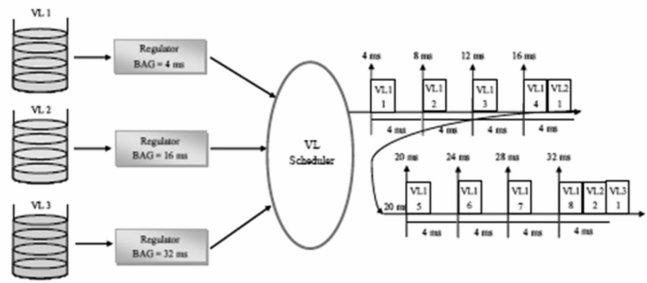 VL 1
Regulator
BAG = 4 ms
VL 2
Regulator
BAG = 16 ms
VL 3
Regulator
BAG = 32 ms
VL
Scheduler
4 ms
8 ms
12 ms
16 ms
VL1
1
VL1
2
VL1
3
VL1
4
VL2
1
4 ms
4 ms
4 ms
4 ms
20 ms
24 ms
28 ms
32 ms
20 ms
VL1
5
VL1
6
VL1
7
VL1
8
VL2
2
VL3
1
4 ms
4 ms
4 ms
4 ms